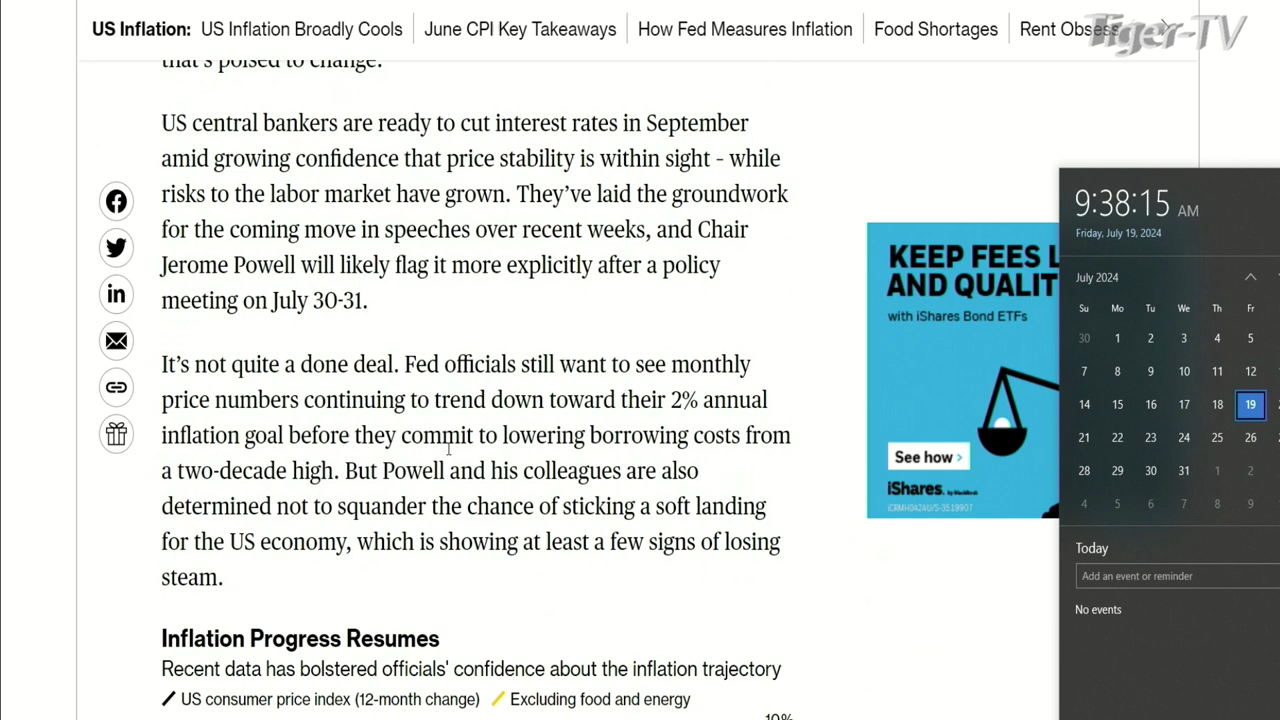 US Inflation: US Inflation Broadly Cools June CPI Key Takeaways How Fed Measures Inflation Food Shortages Rent Obsess
Tiger-TV
that's poised to change.
US central bankers are ready to cut interest rates in September
amid growing confidence that price stability is within sight - while
risks to the labor market have grown. They've laid the groundwork
for the coming move in speeches over recent weeks, and Chair
Jerome Powell will likely flag it more explicitly after a policy
meeting on July 30-31.
It's not quite a done deal. Fed officials still want to see monthly
price numbers continuing to trend down toward their 2% annual
inflation goal before they commit to lowering borrowing costs from
a two-decade high. But Powell and his colleagues are also
determined not to squander the chance of sticking a soft landing
for the US economy, which is showing at least a few signs of losing
steam.
Inflation Progress Resumes
Recent data has bolstered officials' confidence about the inflation trajectory
US consumer price index (12-month change) Excluding food and energy
10%
KEEP FEES L
AND QUALIT
with iShares Bond ETFs
See how >
iShares. by BlackRock
iCRMH0424U/S-3518907
9:38:15 AM
Friday, July 19, 2024
July 2024
Su Mo Tu We Th Fr
30 1 2 3 4 5
7 8 9 10 11 12
14 15 16 17 18 19
21 22 23 24 25 26
28 29 30 31 1 2
4 5 6 7 8 9
Today
Add an event or reminder
No events